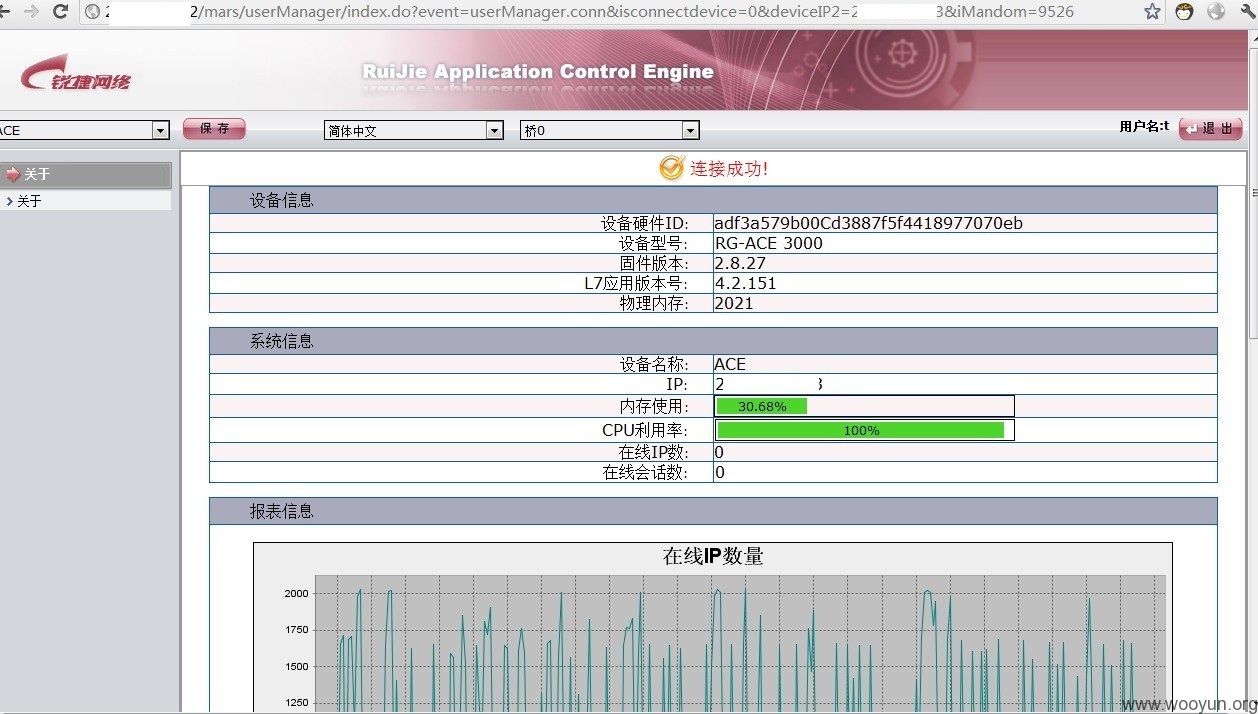 2 2/mars/userManager/index.do?event=userManager.conn&isconnectdevice=0&deviceIP2=2 3&iMandom=9526
锐捷网络
RuiJie Application Control Engine
ACE 保 存 简体中文 桥0 用户名:t 退 出
关于
关于
连接成功!
设备信息
设备硬件ID: adf3a579b00Cd3887f5f4418977070eb
设备型号: RG-ACE 3000
固件版本: 2.8.27
L7应用版本号: 4.2.151
物理内存: 2021
系统信息
设备名称: ACE
IP: 2 3
内存使用: 30.68%
CPU利用率: 100%
在线IP数: 0
在线会话数: 0
报表信息
在线IP数量
2000
1750
1500
1250
www.wooyun.org